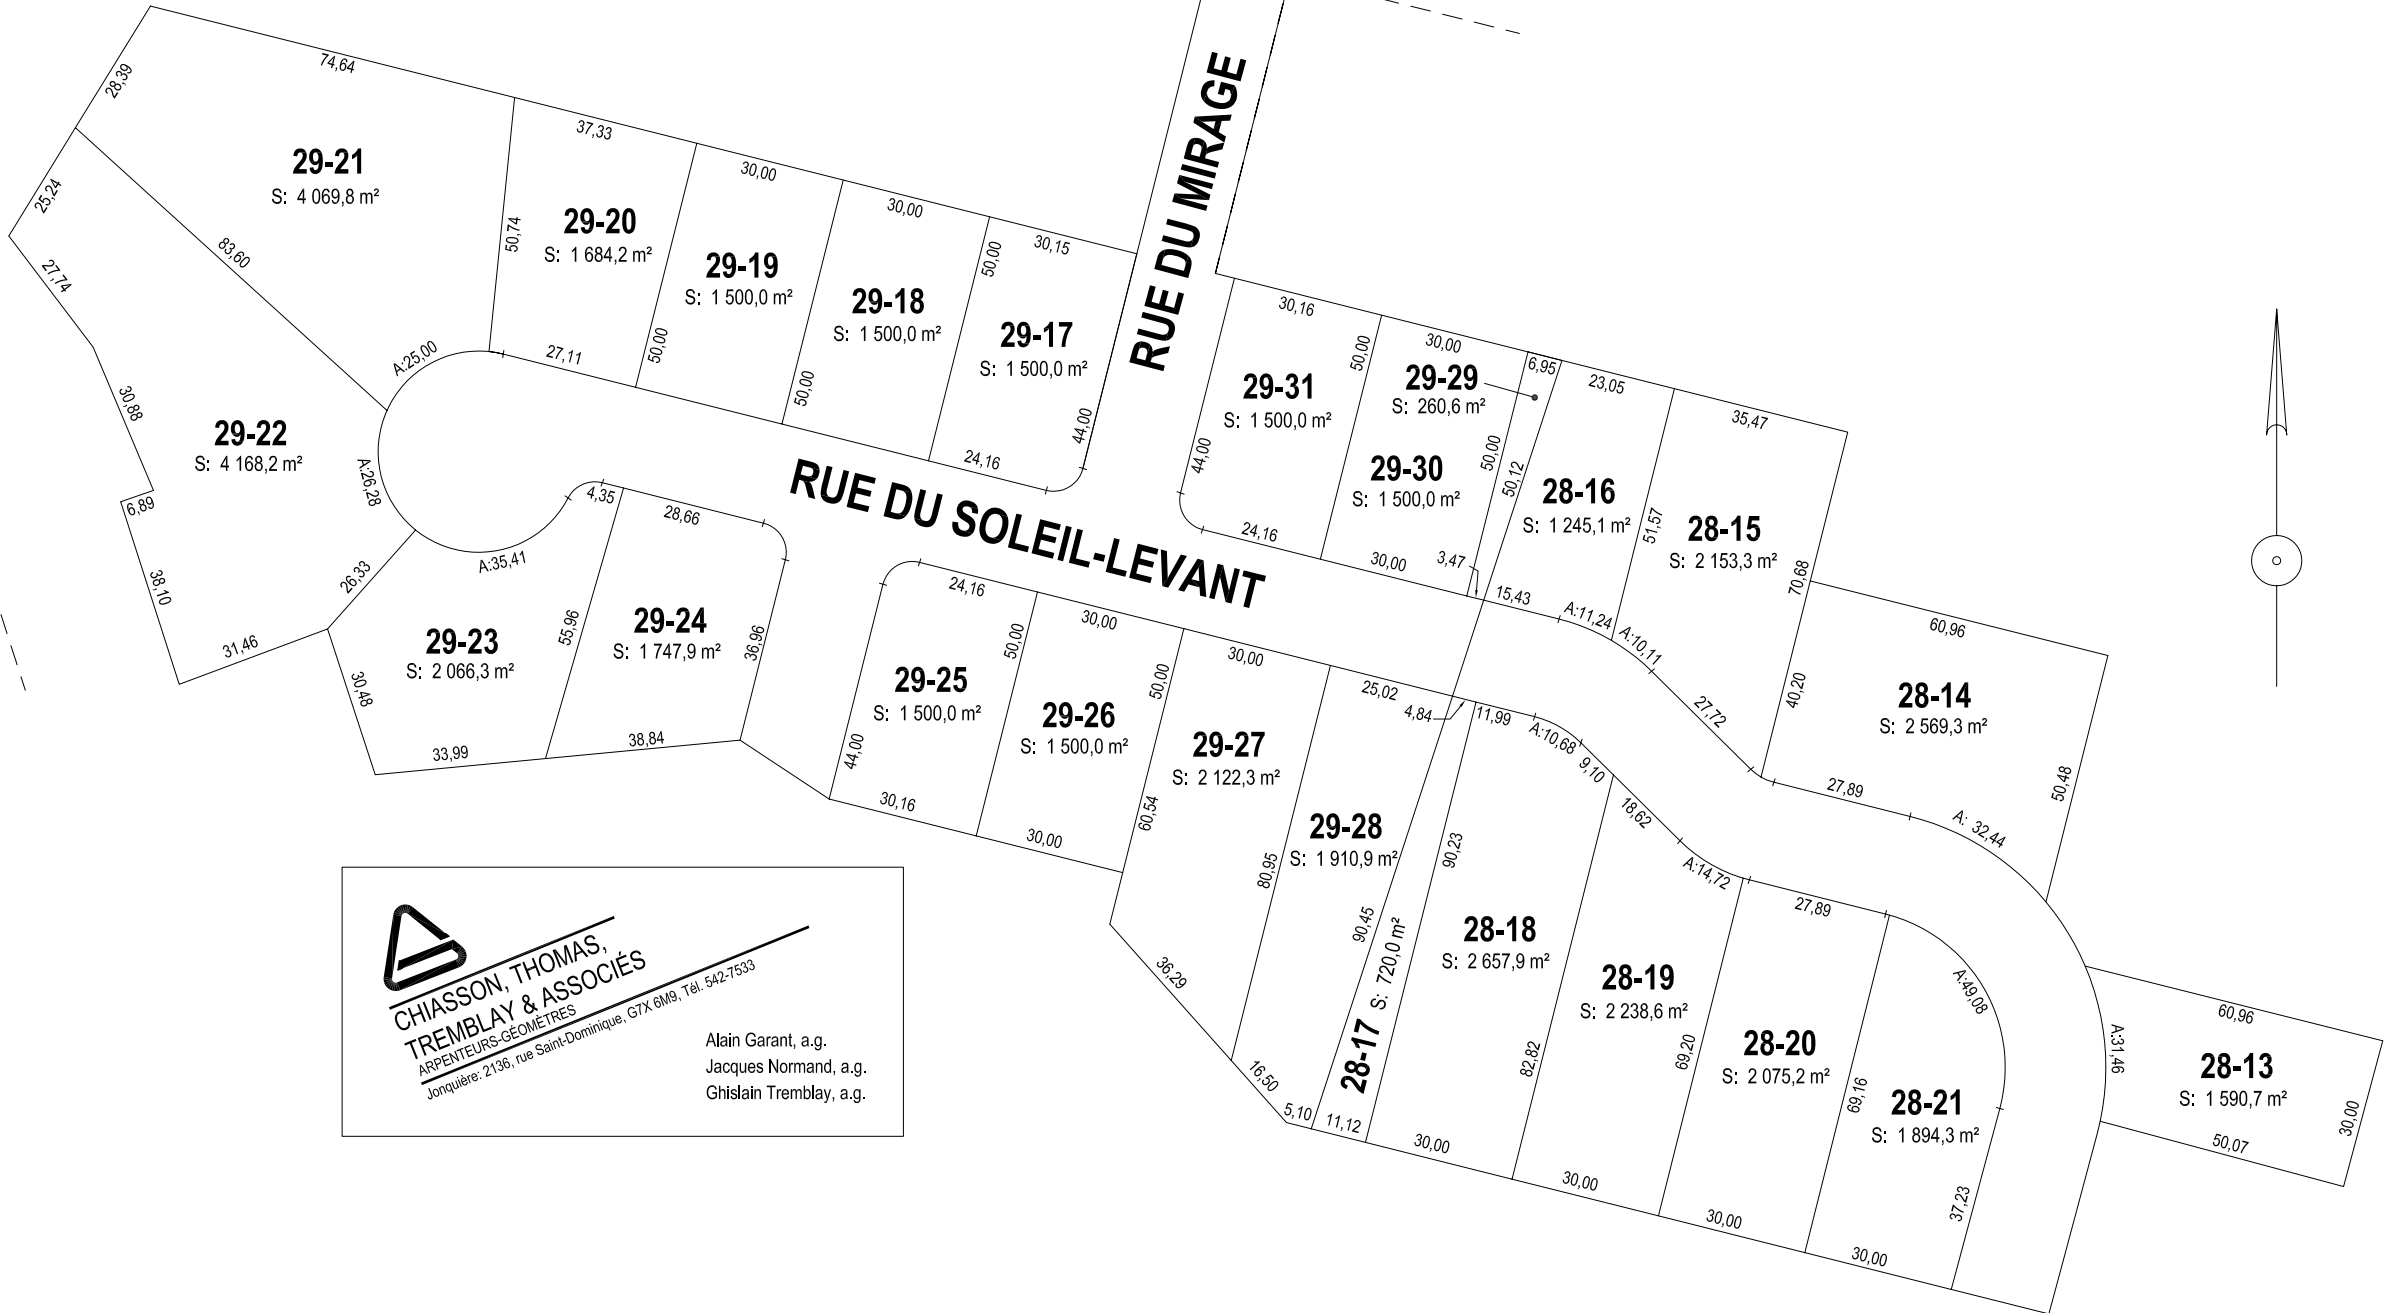 28,39
74,64
25,24
83,60
27,74
30,88
6,89
38,10
31,46
26,33
A:26,28
A:25,00
A:35,41
29-21
S: 4 069,8 m²
29-22
S: 4 168,2 m²
37,33
50,74
29-20
S: 1 684,2 m²
27,11
50,00
30,00
29-19
S: 1 500,0 m²
50,00
30,00
29-18
S: 1 500,0 m²
50,00
30,15
29-17
S: 1 500,0 m²
44,00
24,16
RUE DU MIRAGE
RUE DU SOLEIL-LEVANT
30,16
29-31
S: 1 500,0 m²
50,00
44,00
24,16
30,00
29-29
S: 260,6 m²
29-30
S: 1 500,0 m²
50,00
30,00
6,95
50,12
3,47
23,05
28-16
S: 1 245,1 m²
51,57
15,43
A:11,24
35,47
28-15
S: 2 153,3 m²
70,68
A:10,11
27,72
40,20
60,96
28-14
S: 2 569,3 m²
50,48
27,89
A: 32,44
4,35
28,66
30,48
29-23
S: 2 066,3 m²
55,96
33,99
29-24
S: 1 747,9 m²
36,96
38,84
24,16
29-25
S: 1 500,0 m²
50,00
44,00
30,16
30,00
29-26
S: 1 500,0 m²
50,00
30,00
30,00
29-27
S: 2 122,3 m²
60,54
36,29
80,95
25,02
29-28
S: 1 910,9 m²
90,45
16,50
5,10
4,84
28-17 S: 720,0 m²
90,23
11,12
11,99
A:10,68
9,10
28-18
S: 2 657,9 m²
82,82
30,00
18,62
A:14,72
28-19
S: 2 238,6 m²
69,20
30,00
27,89
28-20
S: 2 075,2 m²
69,16
30,00
A:49,08
28-21
S: 1 894,3 m²
37,23
30,00
A:31,46
60,96
28-13
S: 1 590,7 m²
30,00
50,07
CHIASSON, THOMAS,
TREMBLAY & ASSOCIÉS
ARPENTEURS-GÉOMÈTRES
Jonquière: 2136, rue Saint-Dominique, G7X 6M9, Tél. 542-7533
Alain Garant, a.g.
Jacques Normand, a.g.
Ghislain Tremblay, a.g.